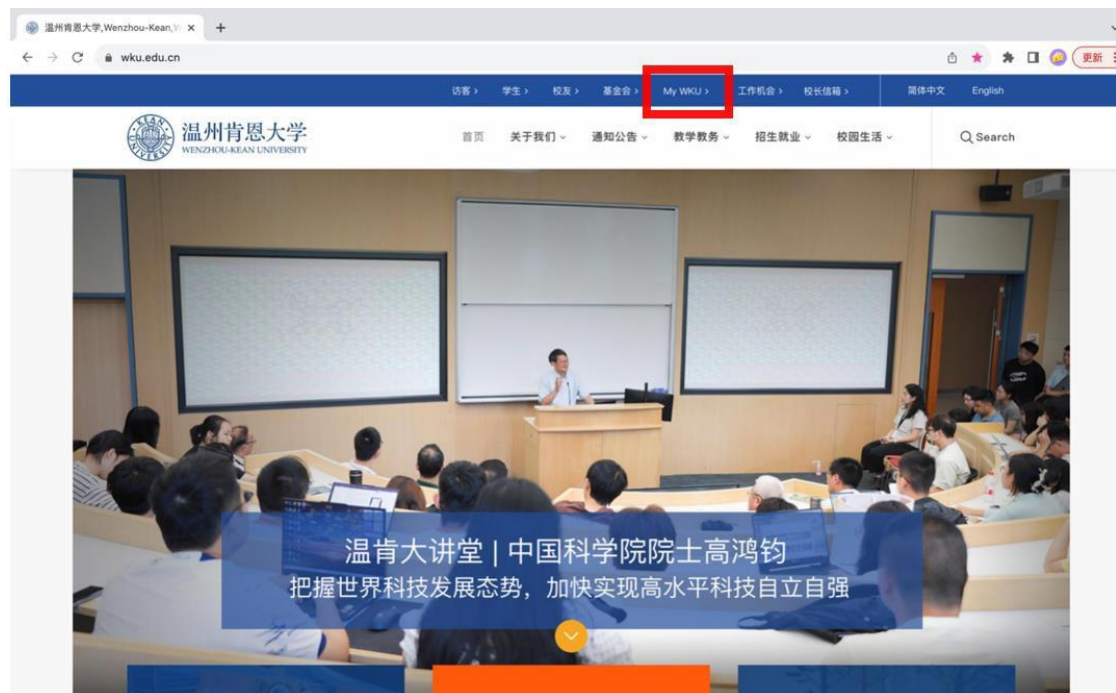 温州肯恩大学,Wenzhou-Kean,
wku.edu.cn
更新
访客 学生 校友 基金会 My WKU 工作机会 校长信箱 简体中文 English
温州肯恩大学
WENZHOU-KEAN UNIVERSITY
首页 关于我们 通知公告 教学教务 招生就业 校园生活 Search
温肯大讲堂 | 中国科学院院士高鸿钧
把握世界科技发展态势，加快实现高水平科技自立自强